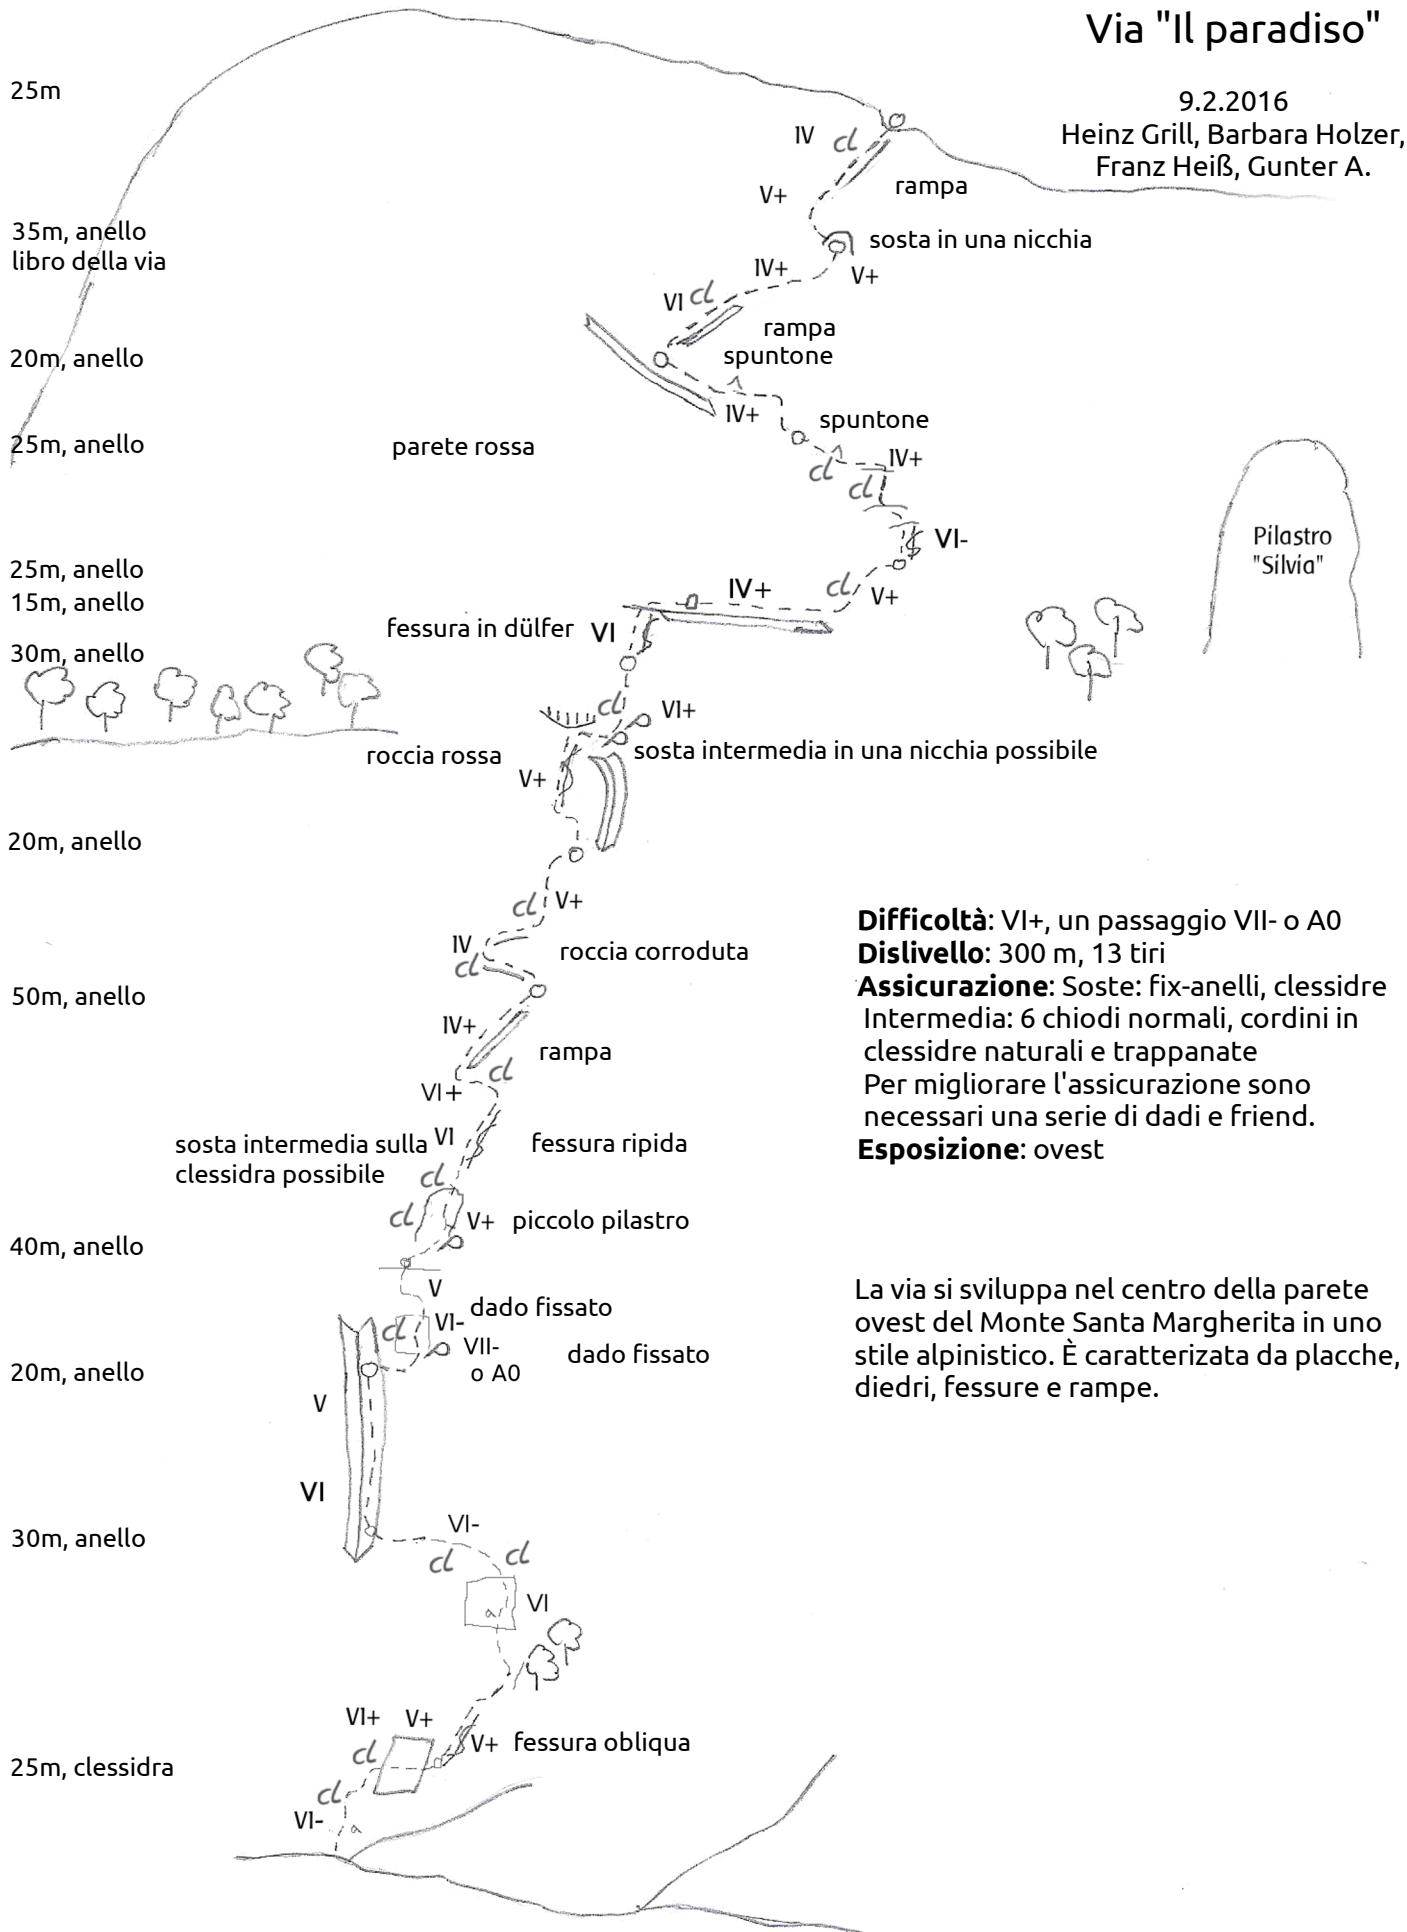 Via "Il paradiso"
9.2.2016
Heinz Grill, Barbara Holzer,
Franz Heiß, Gunter A.
25m
IV
cl
rampa
V+
35m, anello
libro della via
sosta in una nicchia
IV+
V+
VI
cl
rampa
20m, anello
spuntone
IV+
spuntone
25m, anello
parete rossa
IV+
cl
cl
VI-
Pilastro
"Silvia"
25m, anello
15m, anello
IV+
cl
V+
fessura in dülfer
VI
30m, anello
cl
VI+
roccia rossa
sosta intermedia in una nicchia possibile
V+
20m, anello
cl
V+
IV
cl
roccia corroduta
50m, anello
IV+
rampa
cl
VI+
sosta intermedia sulla
clessidra possibile
VI
fessura ripida
cl
cl
V+
piccolo pilastro
40m, anello
V
dado fissato
cl
VI-
VII-
o A0
dado fissato
20m, anello
V
VI
30m, anello
VI-
cl
cl
a
VI
VI+
V+
cl
V+
fessura obliqua
25m, clessidra
cl
VI-
a
Difficoltà: VI+, un passaggio VII- o A0
Dislivello: 300 m, 13 tiri
Assicurazione: Soste: fix-anelli, clessidre
Intermedia: 6 chiodi normali, cordini in
clessidre naturali e trappanate
Per migliorare l'assicurazione sono
necessari una serie di dadi e friend.
Esposizione: ovest
La via si sviluppa nel centro della parete
ovest del Monte Santa Margherita in uno
stile alpinistico. È caratterizata da placche,
diedri, fessure e rampe.